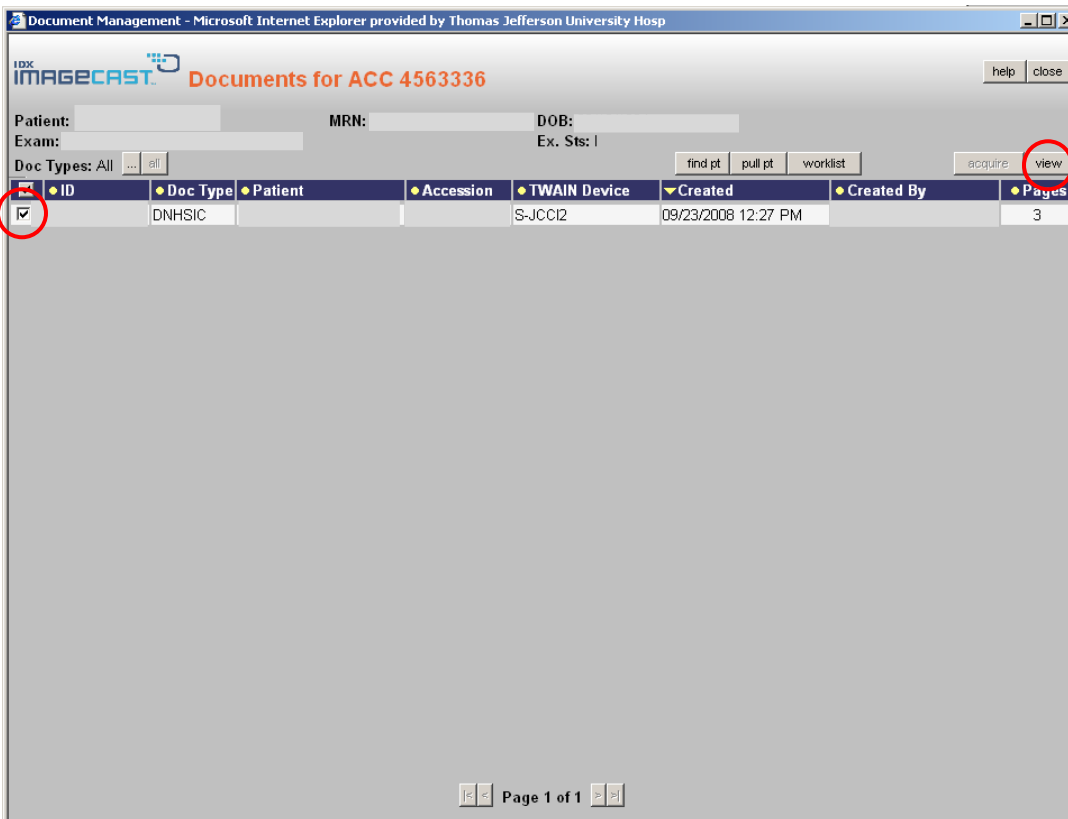 Document Management - Microsoft Internet Explorer provided by Thomas Jefferson University Hosp
IDX
IMAGECAST Documents for ACC 4563336
help close
Patient: MRN: DOB:
Exam: Ex. Sts: I
Doc Types: All ... all find pt pull pt worklist acquire view
ID Doc Type Patient Accession TWAIN Device Created Created By Pages
DNHSIC S-JCCI2 09/23/2008 12:27 PM 3
|< < Page 1 of 1 > >|